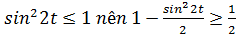 sin²2t ≤ 1 nên 1 − sin²2t/2 ≥ 1/2